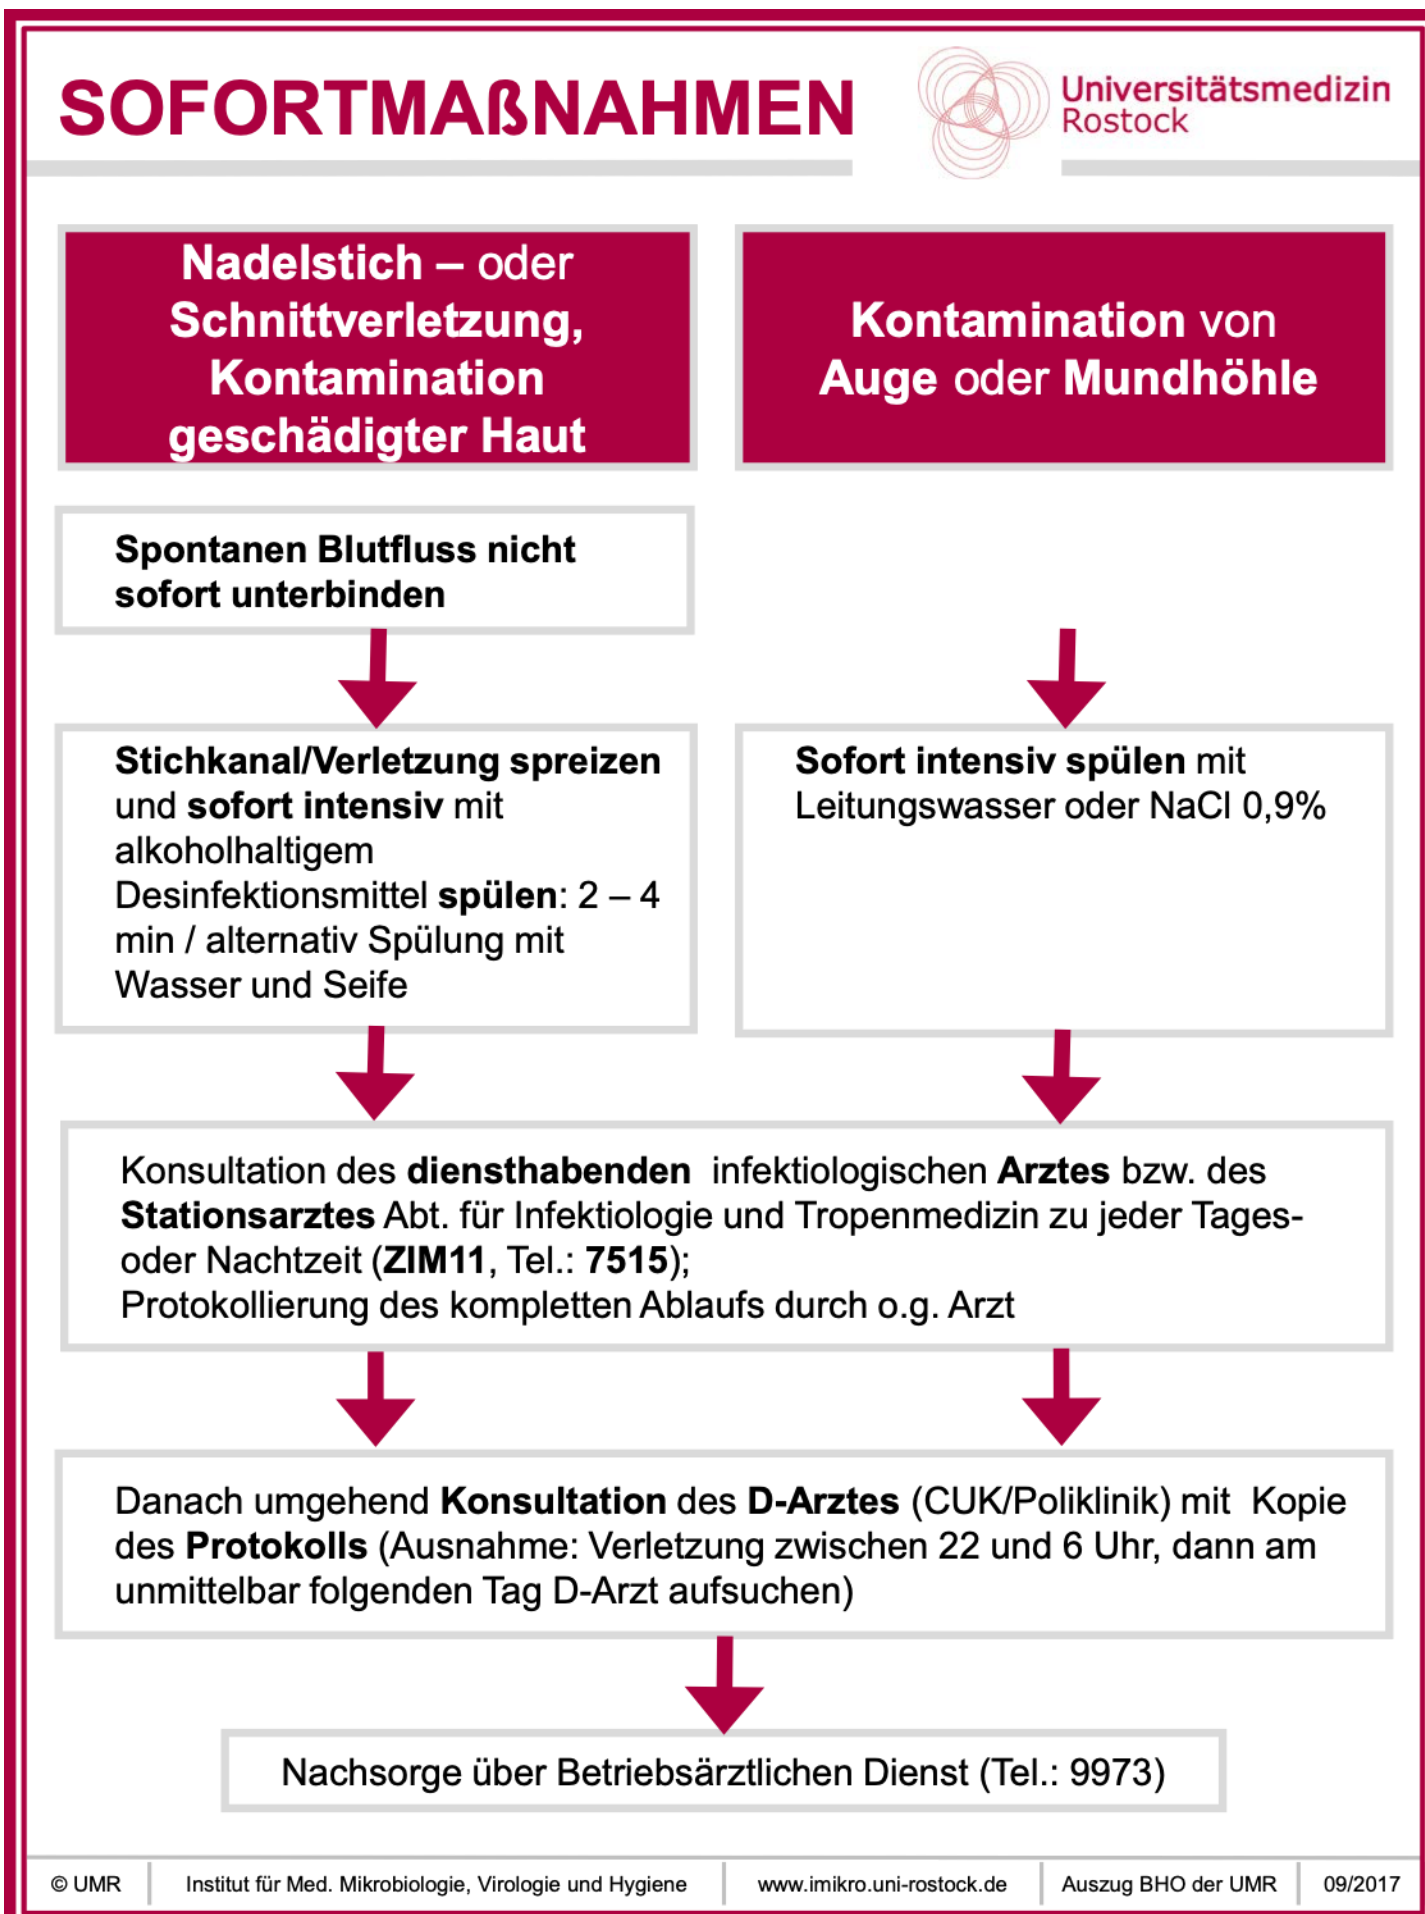 SOFORTMAßNAHMEN
Universitätsmedizin
Rostock
Nadelstich – oder
Schnittverletzung,
Kontamination
geschädigter Haut
Kontamination von
Auge oder Mundhöhle
Spontanen Blutfluss nicht
sofort unterbinden
Stichkanal/Verletzung spreizen
und sofort intensiv mit
alkoholhaltigem
Desinfektionsmittel spülen: 2 – 4
min / alternativ Spülung mit
Wasser und Seife
Sofort intensiv spülen mit
Leitungswasser oder NaCl 0,9%
Konsultation des diensthabenden infektiologischen Arztes bzw. des
Stationsarztes Abt. für Infektiologie und Tropenmedizin zu jeder Tages-
oder Nachtzeit (ZIM11, Tel.: 7515);
Protokollierung des kompletten Ablaufs durch o.g. Arzt
Danach umgehend Konsultation des D-Arztes (CUK/Poliklinik) mit Kopie
des Protokolls (Ausnahme: Verletzung zwischen 22 und 6 Uhr, dann am
unmittelbar folgenden Tag D-Arzt aufsuchen)
Nachsorge über Betriebsärztlichen Dienst (Tel.: 9973)
© UMR
Institut für Med. Mikrobiologie, Virologie und Hygiene
www.imikro.uni-rostock.de
Auszug BHO der UMR
09/2017